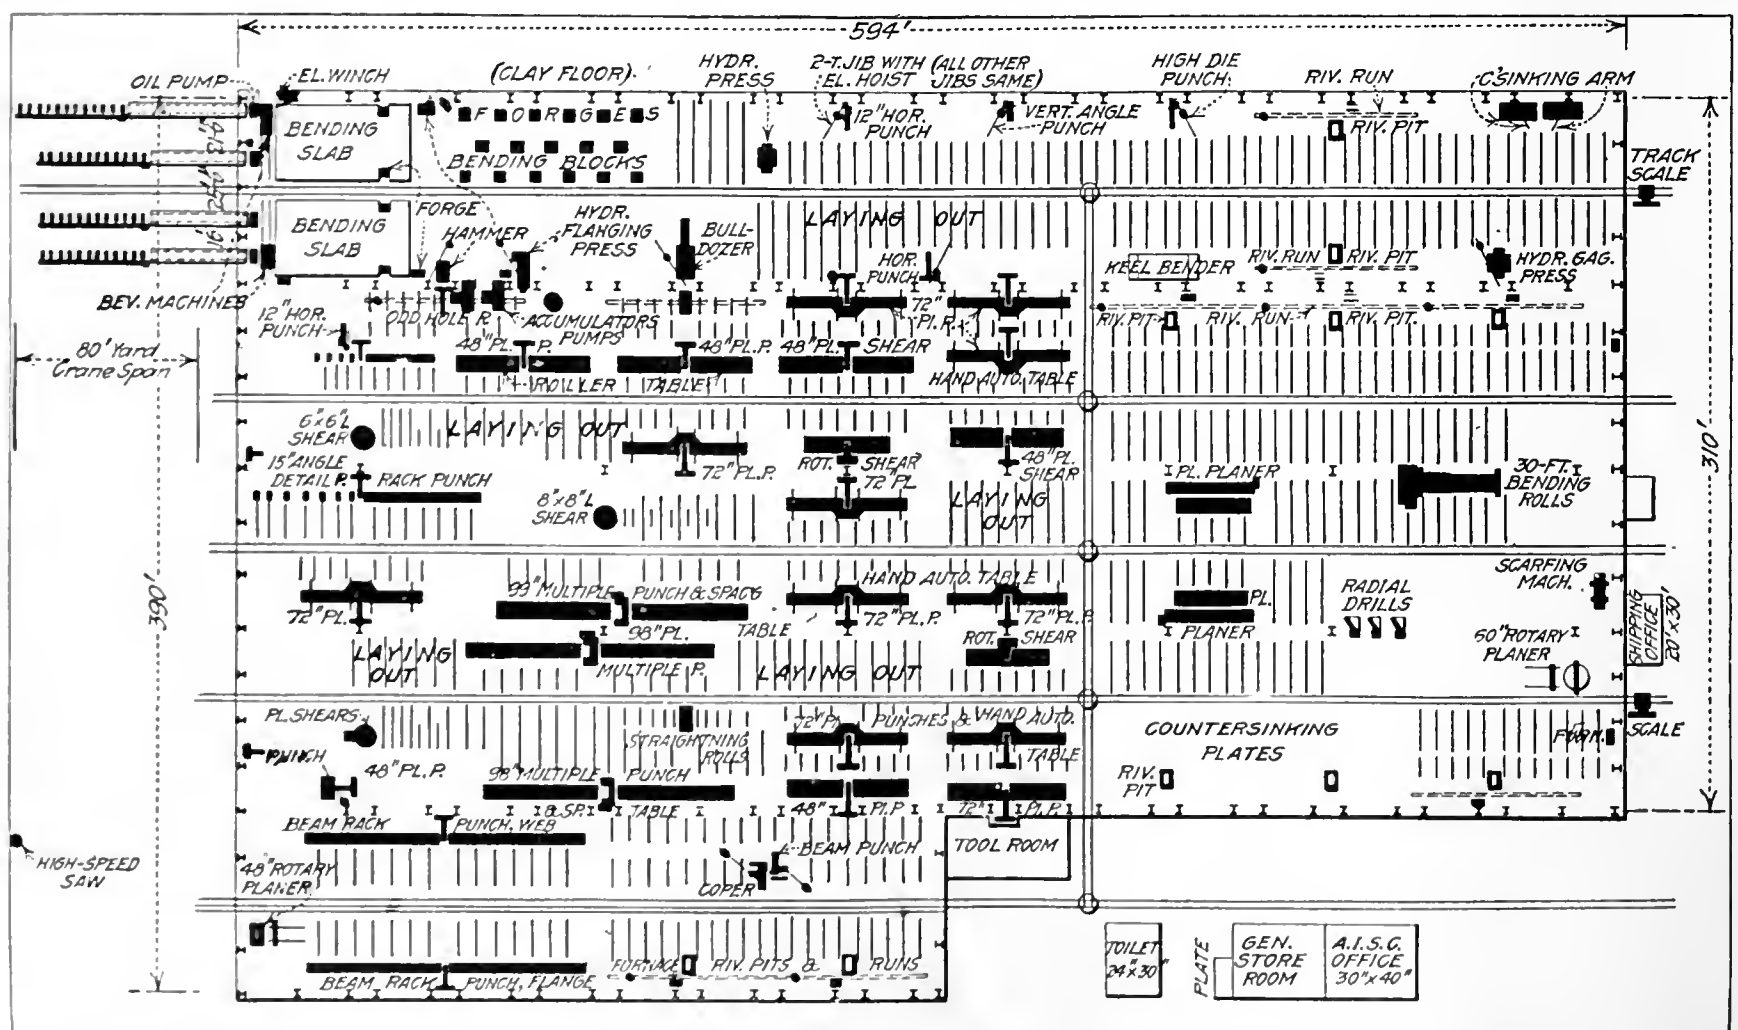 594'
OIL PUMP
EL. WINCH
(CLAY FLOOR)
HYDR.
PRESS
2-T. JIB WITH (ALL OTHER
EL. HOIST JIBS SAME)
HIGH DIE
PUNCH
RIV. RUN
C'SINKING ARM
BENDING
SLAB
FORGES
12" HOR.
PUNCH
VERT. ANGLE
PUNCH
RIV. PIT
BENDING BLOCKS
TRACK
SCALE
BENDING
SLAB
FORGE
HAMMER
HYDR.
FLANGING
PRESS
BULL-
DOZER
LAYING OUT
HOR.
PUNCH
KEEL BENDER
RIV. RUN
RIV. PIT
HYDR. GAG.
PRESS
BEV. MACHINES
12" HOR.
PUNCH
ODD HOLE P.
ACCUMULATORS
PUMPS
72"
Pl. P.
RIV. PIT
RIV. RUN
RIV. PIT.
80' Yard
Crane Span
48" PL. P.
48" PL. P.
48" PL. SHEAR
ROLLER TABLE
HAND AUTO. TABLE
310'
6"x6" L
SHEAR
LAYING OUT
15" ANGLE
DETAIL P.
RACK PUNCH
8"x8" L
SHEAR
72" PL. P.
ROT. SHEAR
72" PL.
48" PL.
SHEAR
LAYING
OUT
PL. PLANER
30-FT.
BENDING
ROLLS
390'
72" PL.
99" MULTIPLE PUNCH & SPAC'G
TABLE
HAND AUTO. TABLE
72" PL. P.
72" PL. P.
PL.
PLANER
RADIAL
DRILLS
SCARFING
MACH.
LAYING
OUT
98" PL.
MULTIPLE P.
LAYING OUT
ROT. SHEAR
60" ROTARY
PLANER
SHIPPING
OFFICE
20'x30'
PL. SHEARS
PUNCH
48" PL. P.
STRAIGHTNING
ROLLS
72" Pl. PUNCHES & HAND AUTO.
TABLE
COUNTERSINKING
PLATES
FURN.
SCALE
98" MULTIPLE PUNCH
& SP. TABLE
48" Pl. P.
72" Pl. P.
RIV.
PIT
BEAM RACK
PUNCH, WEB
BEAM PUNCH
TOOL ROOM
HIGH-SPEED
SAW
48" ROTARY
PLANER
COPER
BEAM RACK
PUNCH, FLANGE
FURNACE
RIV. PITS & RUNS
TOILET
24"x30"
PLATE
GEN.
STORE
ROOM
A.I.S.C.
OFFICE
30"x40"